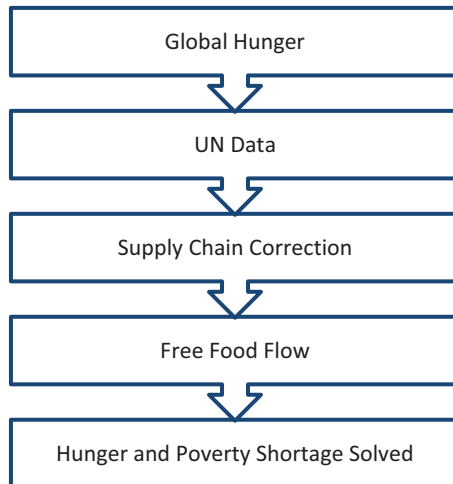 Global Hunger
UN Data
Supply Chain Correction
Free Food Flow
Hunger and Poverty Shortage Solved